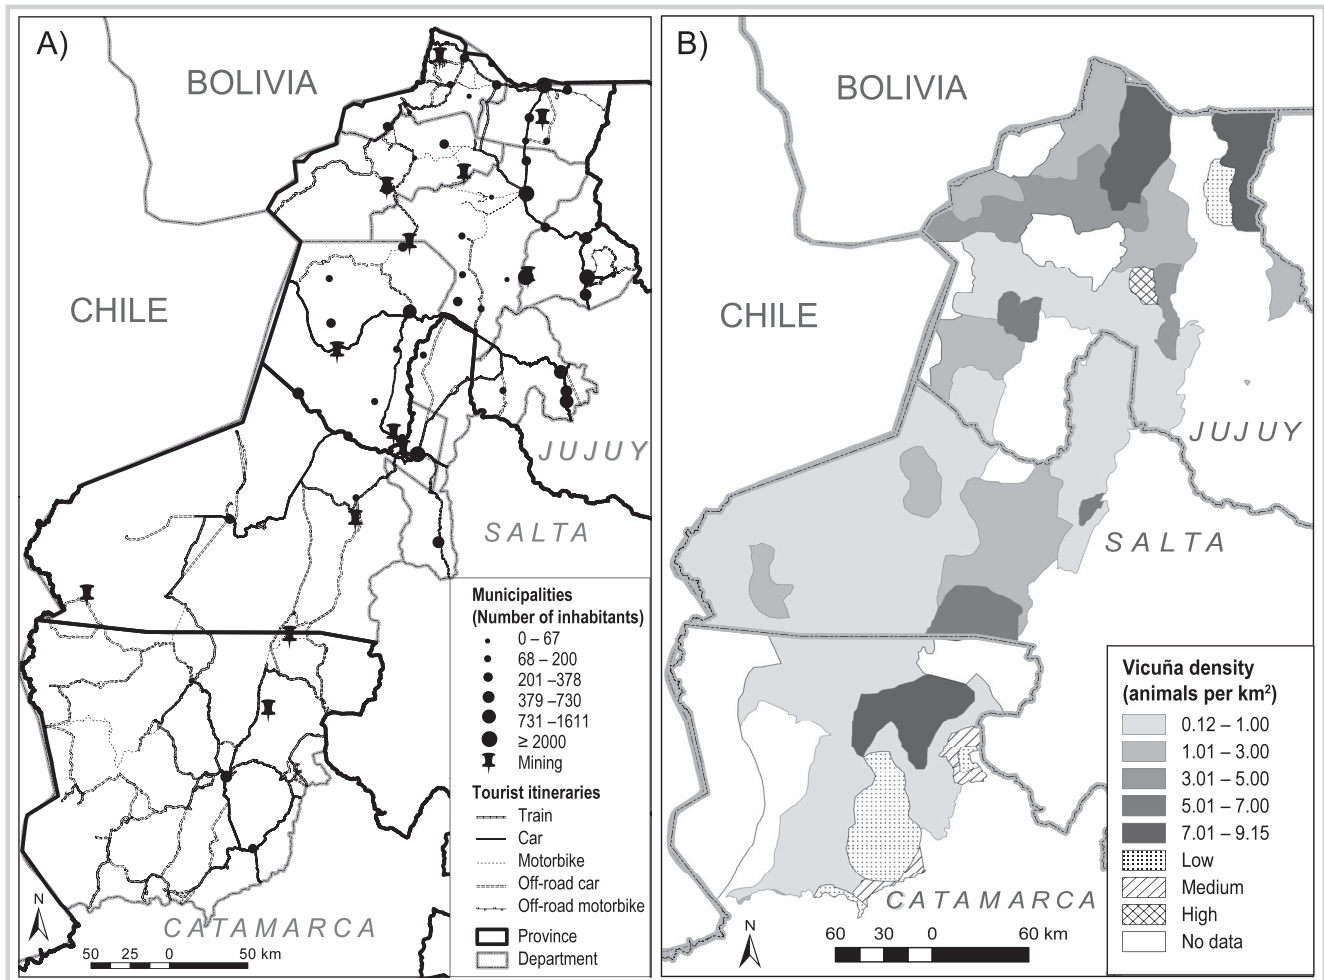 A)
BOLIVIA
CHILE
JUJUY
SALTA
CATAMARCA
N
50 25 0 50 km
Municipalities
(Number of inhabitants)
0 – 67
68 – 200
201 –378
379 –730
731 –1611
≥ 2000
Mining
Tourist itineraries
Train
Car
Motorbike
Off-road car
Off-road motorbike
Province
Department
B)
BOLIVIA
CHILE
JUJUY
SALTA
CATAMARCA
N
60 30 0 60 km
Vicuña density
(animals per km²)
0.12 – 1.00
1.01 – 3.00
3.01 – 5.00
5.01 – 7.00
7.01 – 9.15
Low
Medium
High
No data